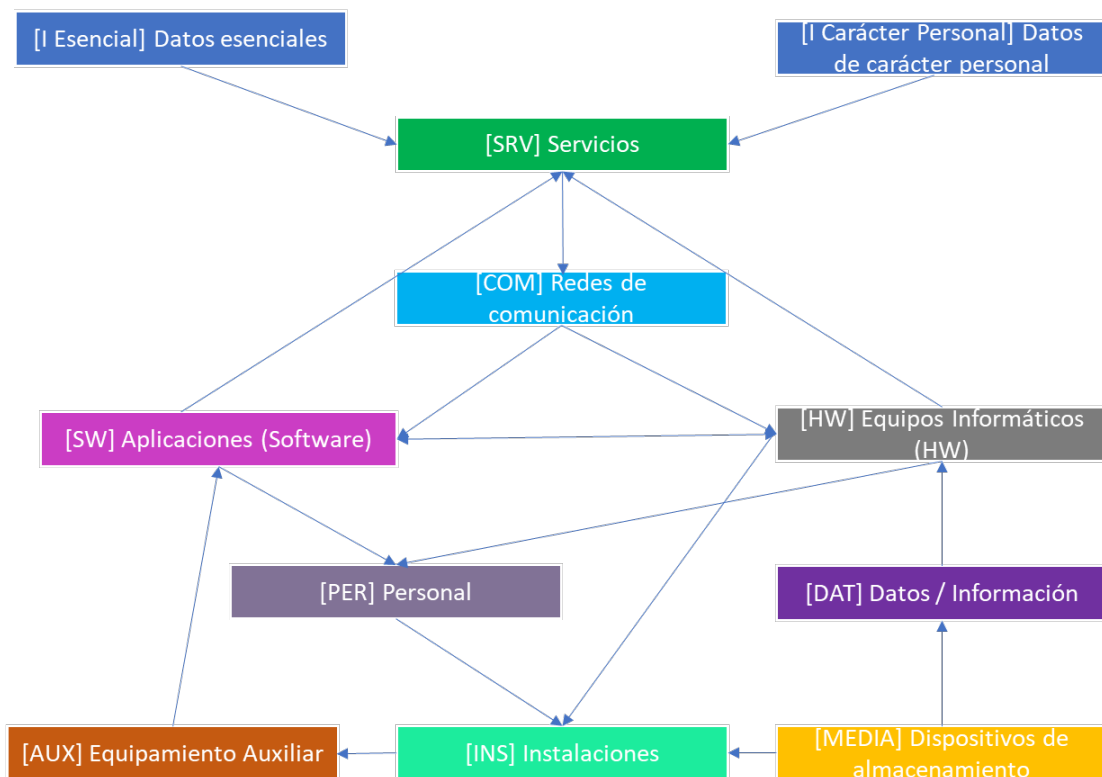 [I Esencial] Datos esenciales
[I Carácter Personal] Datos
de carácter personal
[SRV] Servicios
[COM] Redes de
comunicación
[SW] Aplicaciones (Software)
[HW] Equipos Informáticos
(HW)
[PER] Personal
[DAT] Datos / Información
[AUX] Equipamiento Auxiliar
[INS] Instalaciones
[MEDIA] Dispositivos de
almacenamiento